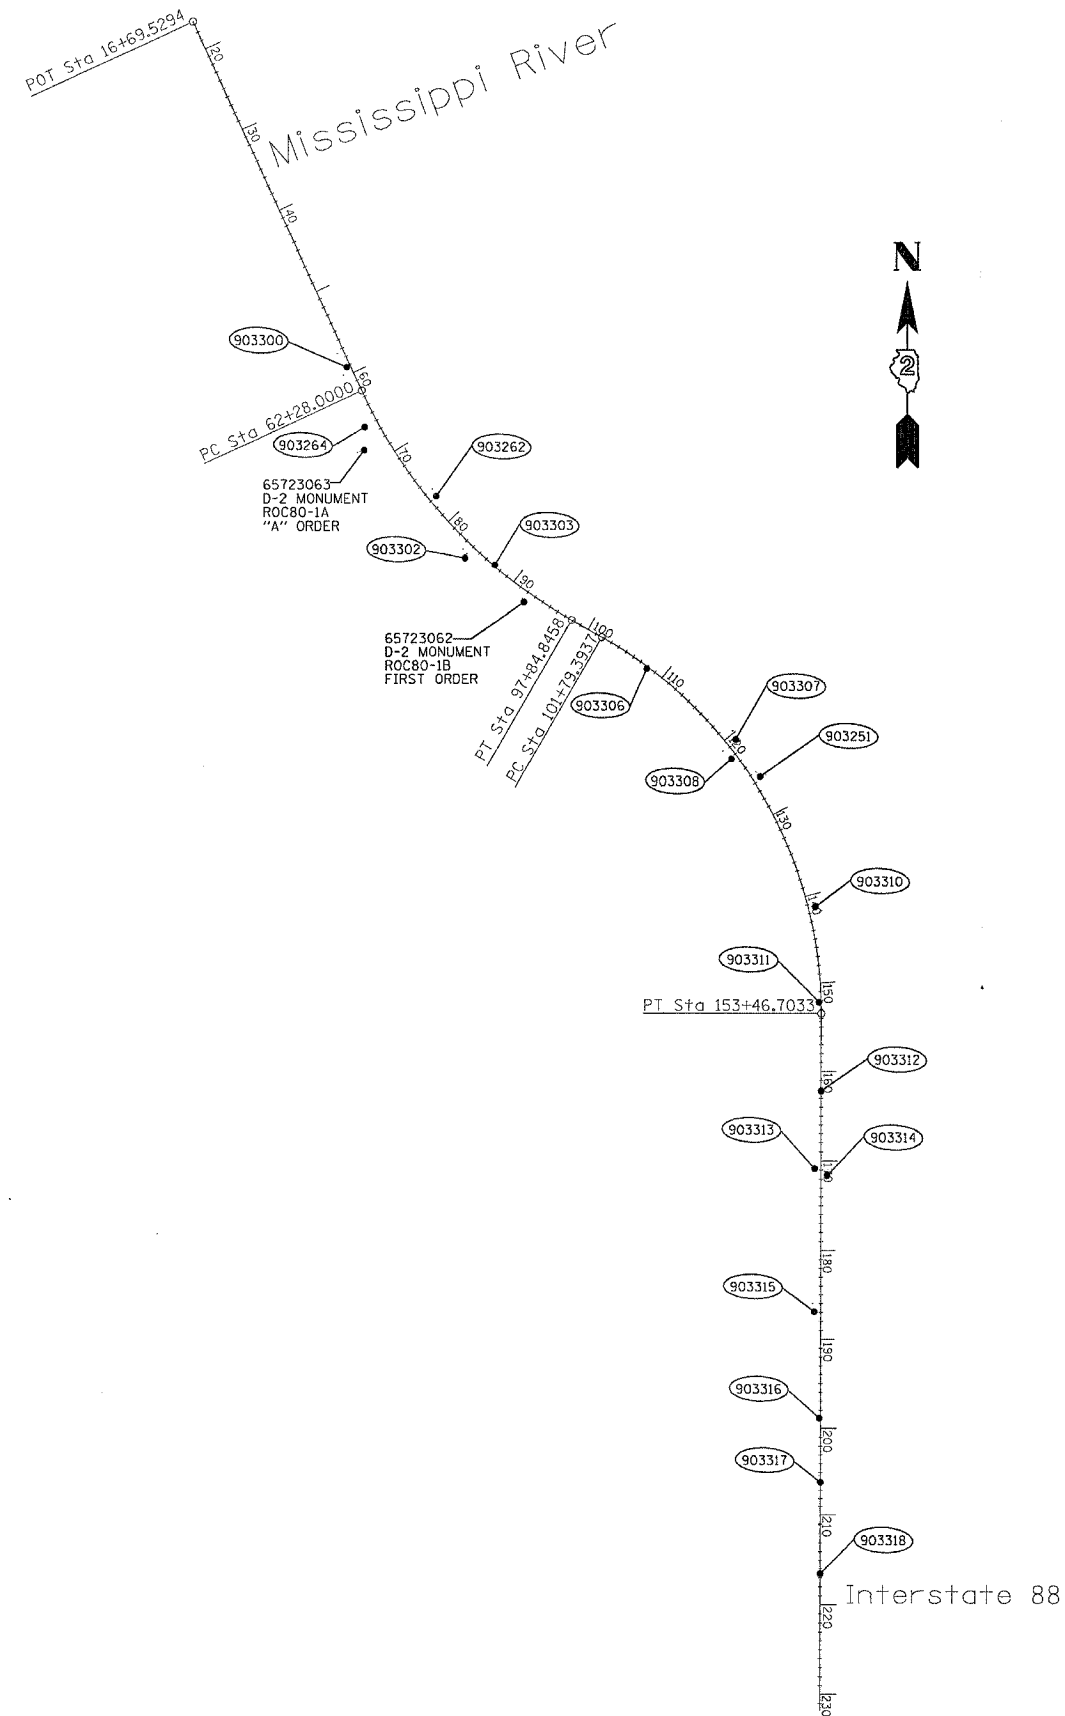 POT Sta 16+69.5294
20
Mississippi River
30
40
N
2
903300
60
PC Sta 62+28.0000
903264
70
903262
65723063
D-2 MONUMENT
ROC80-1A
"A" ORDER
80
903303
903302
90
65723062
D-2 MONUMENT
ROC80-1B
FIRST ORDER
PT Sta 97+84.8458
100
PC Sta 101+79.3937
110
903306
903307
120
903251
903308
130
903310
903311
150
PT Sta 153+46.7033
903312
160
903313
903314
180
903315
190
903316
200
903317
210
903318
Interstate 88
220
230